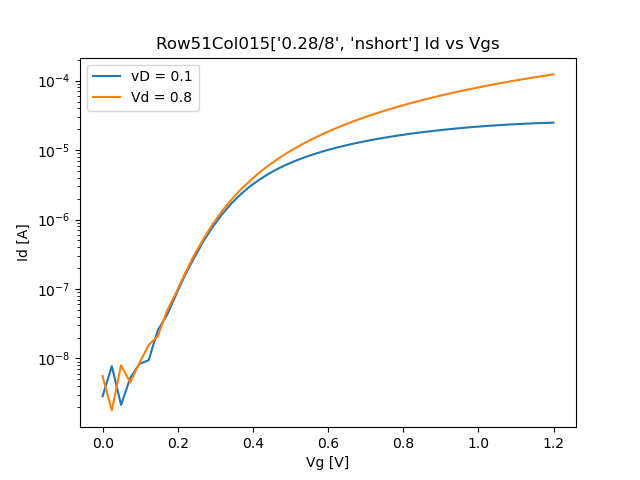 Row51Col015['0.28/8', 'nshort'] Id vs Vgs
vD = 0.1
Vd = 0.8
Id [A]
10⁻⁴
10⁻⁵
10⁻⁶
10⁻⁷
10⁻⁸
0.0 0.2 0.4 0.6 0.8 1.0 1.2
Vg [V]